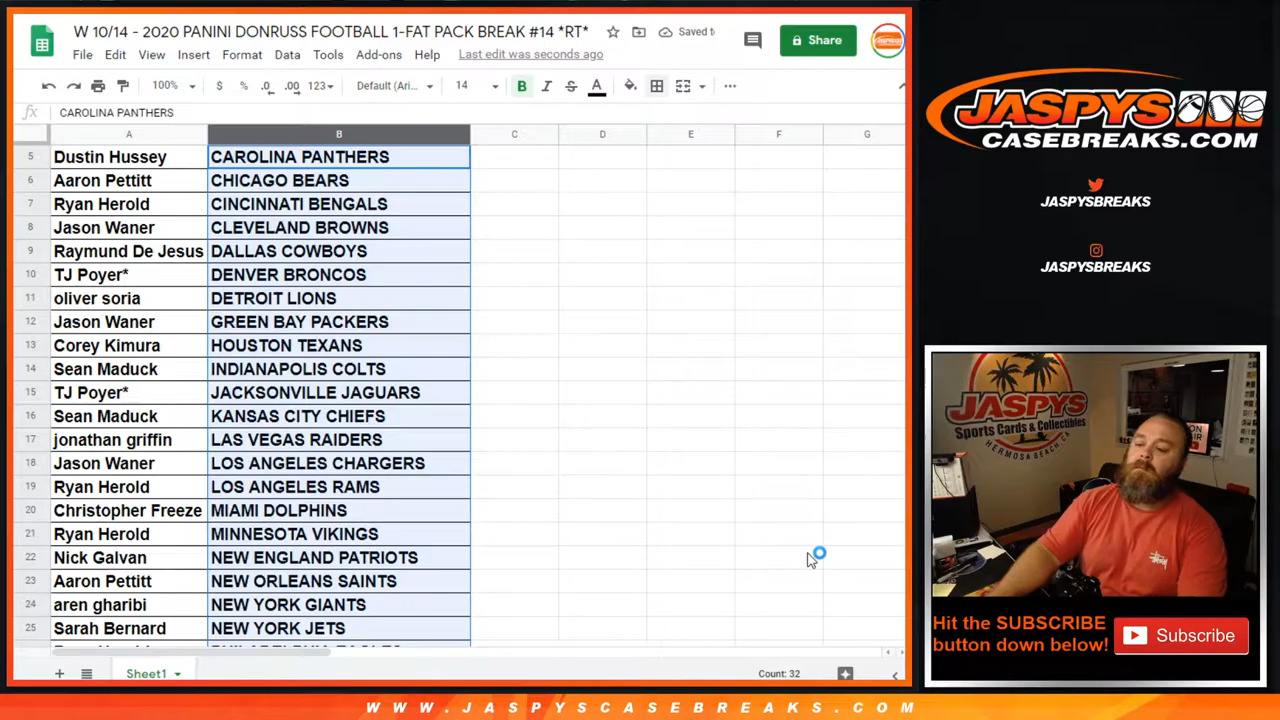 W 10/14 - 2020 PANINI DONRUSS FOOTBALL 1-FAT PACK BREAK #14 *RT*
Saved t
File Edit View Insert Format Data Tools Add-ons Help Last edit was seconds ago
Share
100% $ % .0 .00 123 Default (Ari... 14 B I S A
fx CAROLINA PANTHERS
A B C D E F G
5 Dustin Hussey CAROLINA PANTHERS
6 Aaron Pettitt CHICAGO BEARS
7 Ryan Herold CINCINNATI BENGALS
8 Jason Waner CLEVELAND BROWNS
9 Raymund De Jesus DALLAS COWBOYS
10 TJ Poyer* DENVER BRONCOS
11 oliver soria DETROIT LIONS
12 Jason Waner GREEN BAY PACKERS
13 Corey Kimura HOUSTON TEXANS
14 Sean Maduck INDIANAPOLIS COLTS
15 TJ Poyer* JACKSONVILLE JAGUARS
16 Sean Maduck KANSAS CITY CHIEFS
17 jonathan griffin LAS VEGAS RAIDERS
18 Jason Waner LOS ANGELES CHARGERS
19 Ryan Herold LOS ANGELES RAMS
20 Christopher Freeze MIAMI DOLPHINS
21 Ryan Herold MINNESOTA VIKINGS
22 Nick Galvan NEW ENGLAND PATRIOTS
23 Aaron Pettitt NEW ORLEANS SAINTS
24 aren gharibi NEW YORK GIANTS
25 Sarah Bernard NEW YORK JETS
Sheet1
Count: 32
JASPYS
CASEBREAKS.COM
JASPYSBREAKS
JASPYSBREAKS
JASPYS
Sports Cards & Collectibles
HERMOSA BEACH, CA
Hit the SUBSCRIBE
button down below!
Subscribe
WWW.JASPYSCASEBREAKS.COM